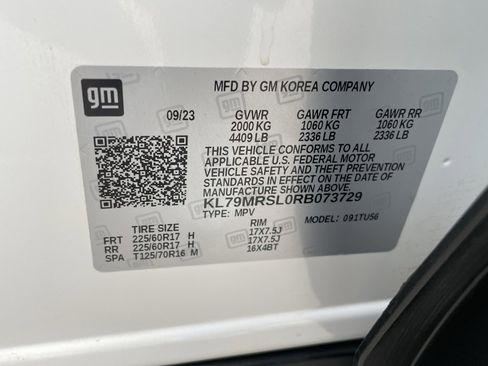 gm
MFD BY GM KOREA COMPANY
09/23 GVWR GAWR FRT GAWR RR
2000 KG 1060 KG 1060 KG
4409 LB 2336 LB 2336 LB
THIS VEHICLE CONFORMS TO ALL
APPLICABLE U.S. FEDERAL MOTOR
VEHICLE SAFETY AND THEFT PREVENTION
STANDARDS IN EFFECT ON THE DATE OF
MANUFACTURE SHOWN ABOVE.
KL79MRSL0RB073729
TYPE: MPV MODEL: 091TU56
TIRE SIZE RIM
FRT 225/60R17 H 17X7.5J
RR 225/60R17 H 17X7.5J
SPA T125/70R16 M 16X4BT